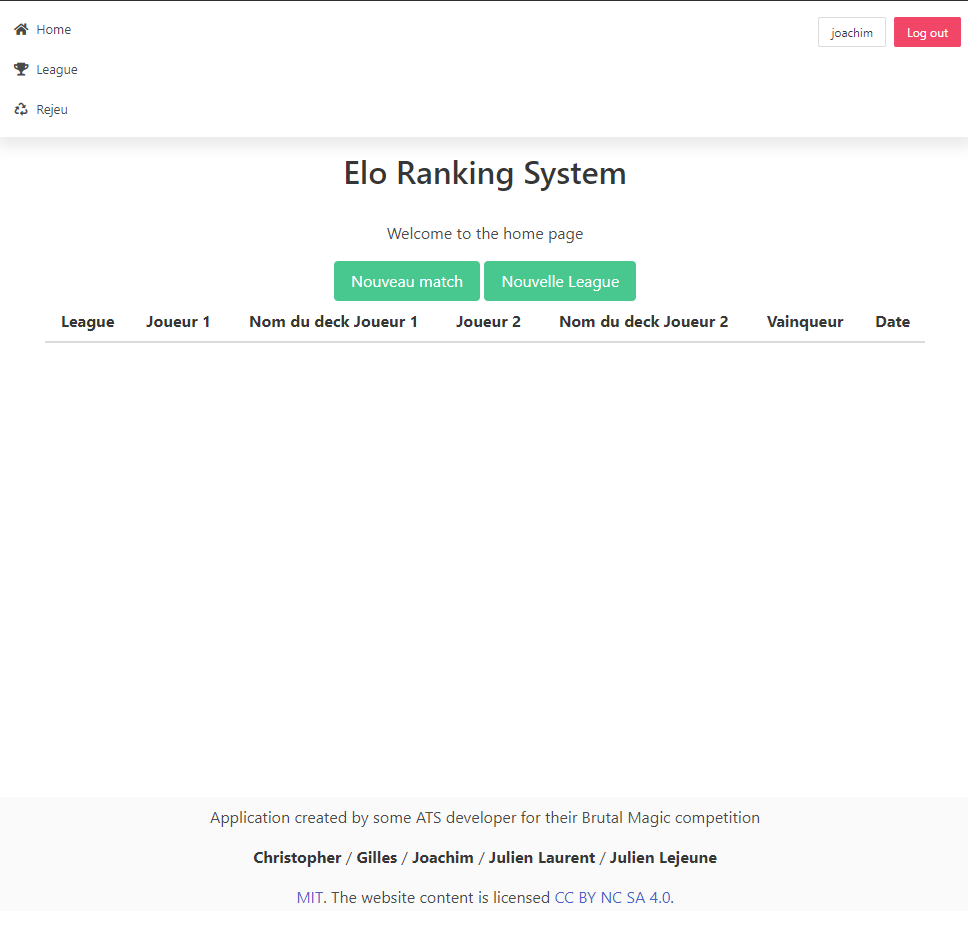 Home
joachim Log out
League
Rejeu
Elo Ranking System
Welcome to the home page
Nouveau match Nouvelle League
League Joueur 1 Nom du deck Joueur 1 Joueur 2 Nom du deck Joueur 2 Vainqueur Date
Application created by some ATS developer for their Brutal Magic competition
Christopher / Gilles / Joachim / Julien Laurent / Julien Lejeune
MIT. The website content is licensed CC BY NC SA 4.0.